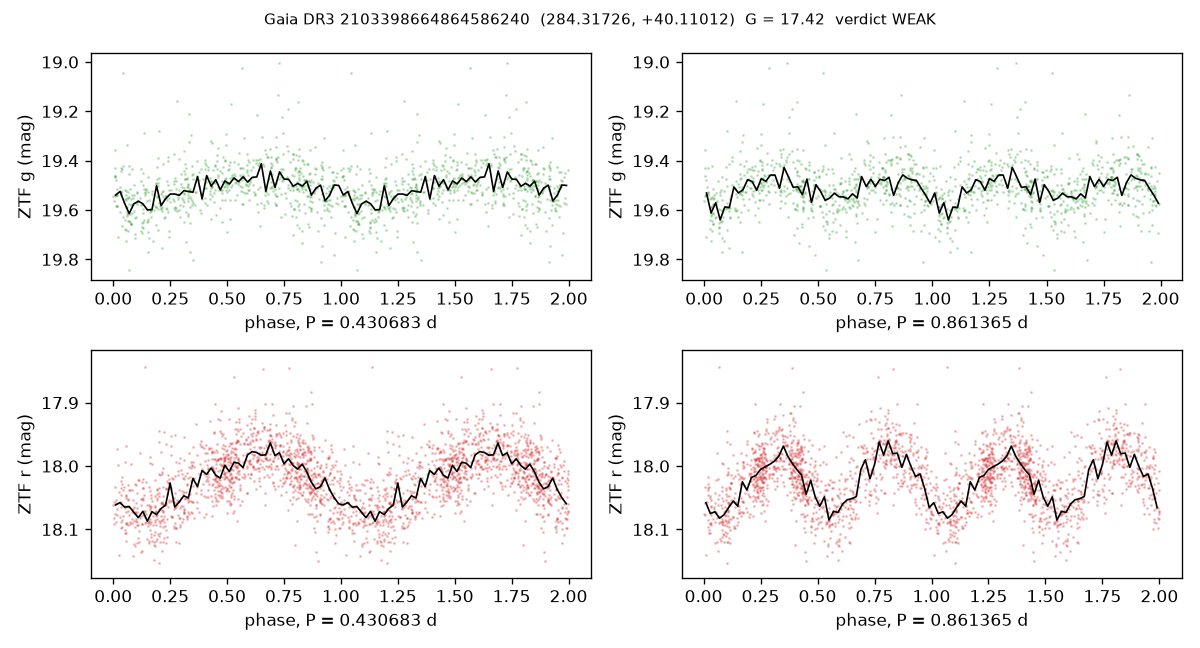 Gaia DR3 2103398664864586240 (284.31726, +40.11012) G = 17.42 verdict WEAK
ZTF g (mag)
19.0
19.2
19.4
19.6
19.8
0.00 0.25 0.50 0.75 1.00 1.25 1.50 1.75 2.00
phase, P = 0.430683 d
ZTF g (mag)
19.0
19.2
19.4
19.6
19.8
0.00 0.25 0.50 0.75 1.00 1.25 1.50 1.75 2.00
phase, P = 0.861365 d
ZTF r (mag)
17.9
18.0
18.1
0.00 0.25 0.50 0.75 1.00 1.25 1.50 1.75 2.00
phase, P = 0.430683 d
ZTF r (mag)
17.9
18.0
18.1
0.00 0.25 0.50 0.75 1.00 1.25 1.50 1.75 2.00
phase, P = 0.861365 d